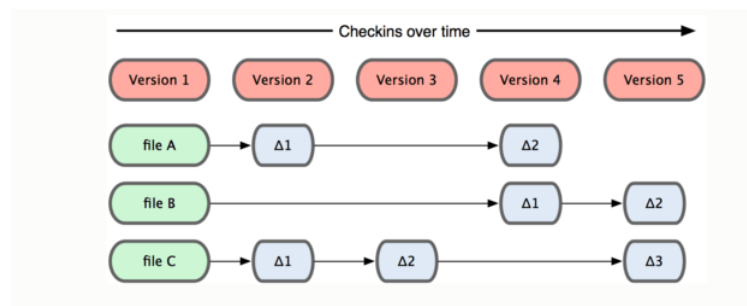 Checkins over time
Version 1 Version 2 Version 3 Version 4 Version 5
file A Δ1 Δ2
file B Δ1 Δ2
file C Δ1 Δ2 Δ3